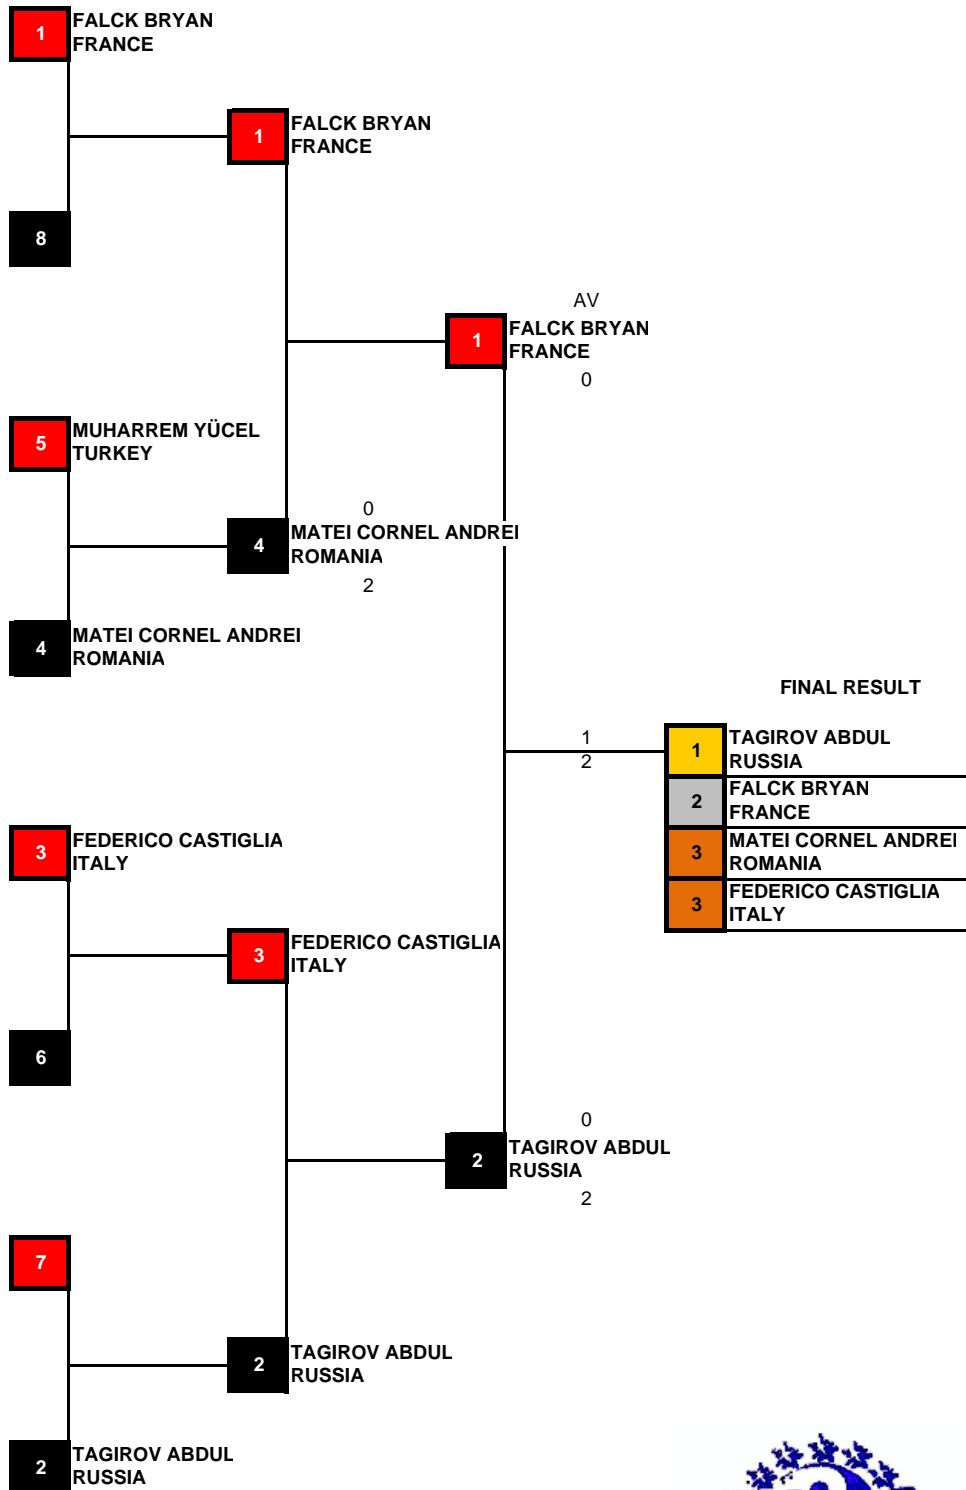 1
FALCK BRYAN
FRANCE
1
FALCK BRYAN
FRANCE
8
AV
1
FALCK BRYAN
FRANCE
0
5
MUHARREM YÜCEL
TURKEY
0
4
MATEI CORNEL ANDREI
ROMANIA
2
4
MATEI CORNEL ANDREI
ROMANIA
FINAL RESULT
1
2
1
TAGIROV ABDUL
RUSSIA
2
FALCK BRYAN
FRANCE
3
MATEI CORNEL ANDREI
ROMANIA
3
FEDERICO CASTIGLIA
ITALY
3
FEDERICO CASTIGLIA
ITALY
3
FEDERICO CASTIGLIA
ITALY
6
0
2
TAGIROV ABDUL
RUSSIA
2
7
2
TAGIROV ABDUL
RUSSIA
2
TAGIROV ABDUL
RUSSIA